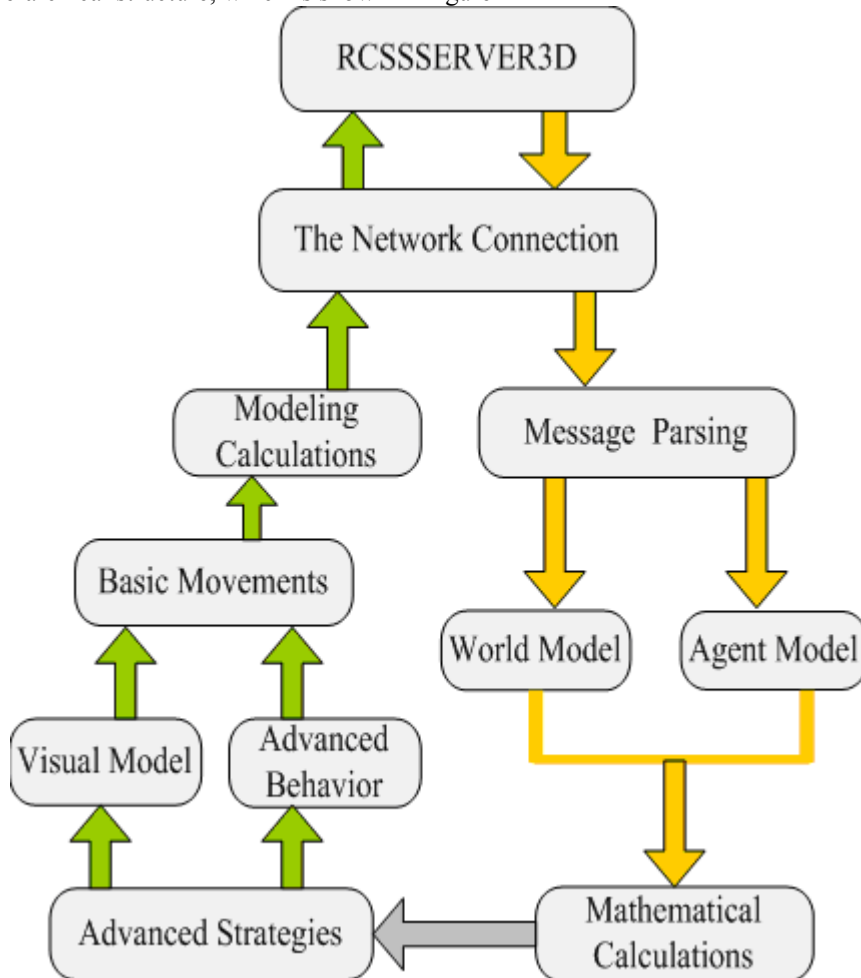 RCSSSERVER3D
The Network Connection
Modeling
Calculations
Message Parsing
Basic Movements
World Model
Agent Model
Visual Model
Advanced
Behavior
Advanced Strategies
Mathematical
Calculations